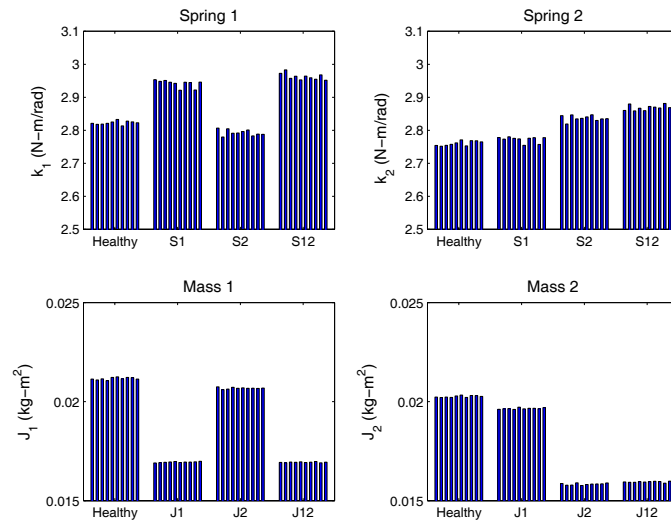 Spring 1
3.1
3
2.9
2.8
2.7
2.6
2.5
k1 (N−m/rad)
Healthy S1 S2 S12
Spring 2
3.1
3
2.9
2.8
2.7
2.6
2.5
k2 (N−m/rad)
Healthy S1 S2 S12
Mass 1
0.025
0.02
0.015
J1 (kg−m2)
Healthy J1 J2 J12
Mass 2
0.025
0.02
0.015
J2 (kg−m2)
Healthy J1 J2 J12